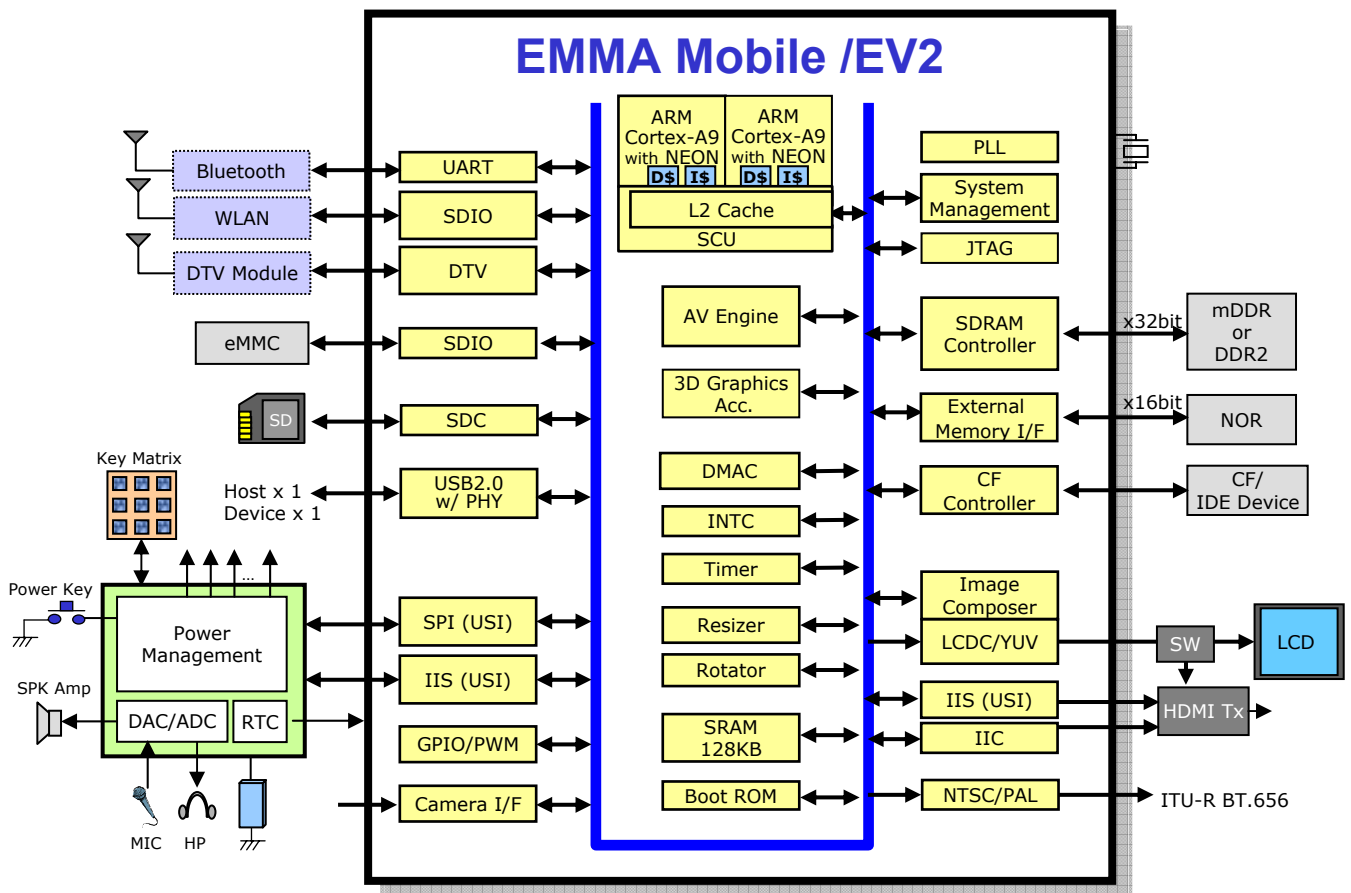 EMMA Mobile /EV2
ARM
Cortex-A9
with NEON
D$ I$
ARM
Cortex-A9
with NEON
D$ I$
L2 Cache
SCU
Bluetooth
WLAN
DTV Module
eMMC
SD
Key Matrix
Host x 1
Device x 1
Power Key
...
Power
Management
SPK Amp
DAC/ADC
RTC
MIC
HP
UART
SDIO
DTV
SDIO
SDC
USB2.0
w/ PHY
SPI (USI)
IIS (USI)
GPIO/PWM
Camera I/F
AV Engine
3D Graphics
Acc.
DMAC
INTC
Timer
Resizer
Rotator
SRAM
128KB
Boot ROM
PLL
System
Management
JTAG
SDRAM
Controller
External
Memory I/F
CF
Controller
Image
Composer
LCDC/YUV
IIS (USI)
IIC
NTSC/PAL
x32bit
mDDR
or
DDR2
x16bit
NOR
CF/
IDE Device
SW
LCD
HDMI Tx
ITU-R BT.656